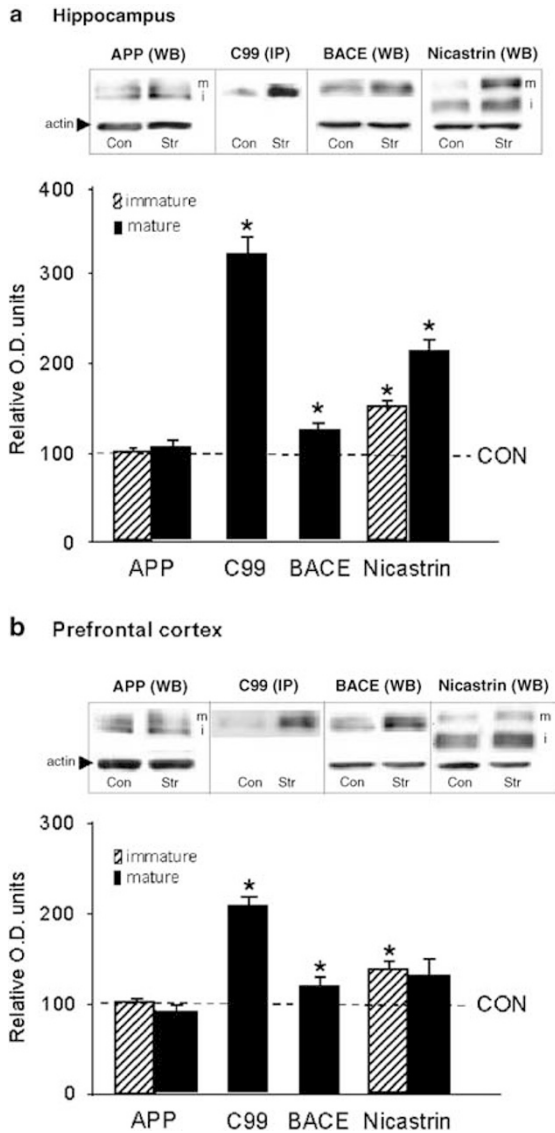 a Hippocampus
APP (WB) C99 (IP) BACE (WB) Nicastrin (WB)
m
i
actin
Con Str Con Str Con Str Con Str
400
immature
mature
300
200
100
0
Relative O.D. units
* * * *
CON
APP C99 BACE Nicastrin
b Prefrontal cortex
APP (WB) C99 (IP) BACE (WB) Nicastrin (WB)
m
i
actin
Con Str Con Str Con Str Con Str
300
immature
mature
200
100
0
Relative O.D. units
* * *
CON
APP C99 BACE Nicastrin